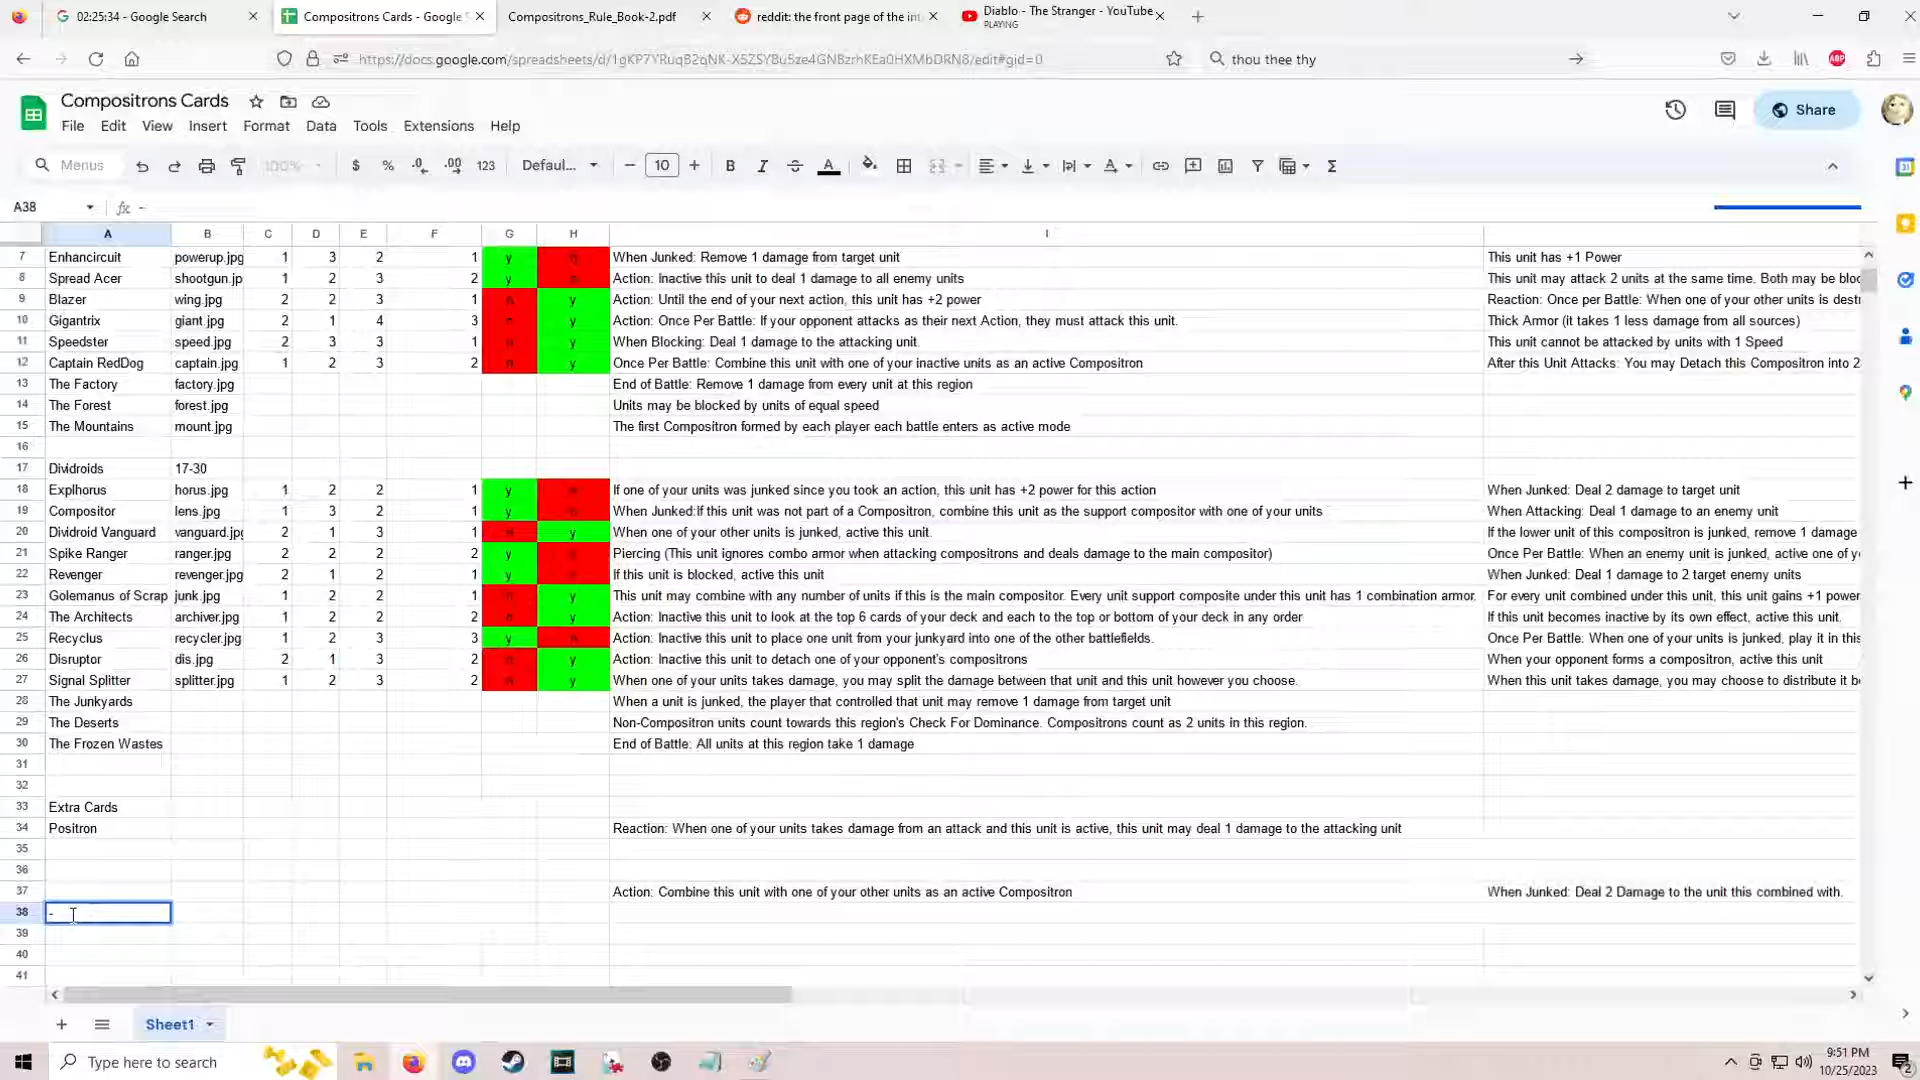 02:25:34 - Google Search
Compositrons Cards - Google
Compositrons_Rule_Book-2.pdf
reddit: the front page of the int
Diablo - The Stranger - YouTube
PLAYING
https://docs.google.com/spreadsheets/d/1gKP7YRuqB2qNK-X5ZSYBu5ze4GNBzrhKEa0HXMbDRN8/edit#gid=0
thou thee thy
ABP
Compositrons Cards
File Edit View Insert Format Data Tools Extensions Help
Share
Menus
100%
$ % .0 .00 123
Defaul...
10
B I A
A38
fx -
A B C D E F G H I
7 Enhancircuit powerup.jpg 1 3 2 1 y n When Junked: Remove 1 damage from target unit This unit has +1 Power
8 Spread Acer shootgun.jp 1 2 3 2 y n Action: Inactive this unit to deal 1 damage to all enemy units This unit may attack 2 units at the same time. Both may be bloc
9 Blazer wing.jpg 2 2 3 1 n y Action: Until the end of your next action, this unit has +2 power Reaction: Once per Battle: When one of your other units is destr
10 Gigantrix giant.jpg 2 1 4 3 n y Action: Once Per Battle: If your opponent attacks as their next Action, they must attack this unit. Thick Armor (it takes 1 less damage from all sources)
11 Speedster speed.jpg 2 3 3 1 n y When Blocking: Deal 1 damage to the attacking unit. This unit cannot be attacked by units with 1 Speed
12 Captain RedDog captain.jpg 1 2 3 2 n y Once Per Battle: Combine this unit with one of your inactive units as an active Compositron After this Unit Attacks: You may Detach this Compositron into 2
13 The Factory factory.jpg End of Battle: Remove 1 damage from every unit at this region
14 The Forest forest.jpg Units may be blocked by units of equal speed
15 The Mountains mount.jpg The first Compositron formed by each player each battle enters as active mode
16
17 Dividroids 17-30
18 Explhorus horus.jpg 1 2 2 1 y n If one of your units was junked since you took an action, this unit has +2 power for this action When Junked: Deal 2 damage to target unit
19 Compositor lens.jpg 1 3 2 1 y n When Junked:If this unit was not part of a Compositron, combine this unit as the support compositor with one of your units When Attacking: Deal 1 damage to an enemy unit
20 Dividroid Vanguard vanguard.jpg 2 1 3 1 n y When one of your other units is junked, active this unit. If the lower unit of this compositron is junked, remove 1 damage
21 Spike Ranger ranger.jpg 2 2 2 2 y n Piercing (This unit ignores combo armor when attacking compositrons and deals damage to the main compositor) Once Per Battle: When an enemy unit is junked, active one of y
22 Revenger revenger.jpg 2 1 2 1 y n If this unit is blocked, active this unit When Junked: Deal 1 damage to 2 target enemy units
23 Golemanus of Scrap junk.jpg 1 2 2 1 n y This unit may combine with any number of units if this is the main compositor. Every unit support composite under this unit has 1 combination armor. For every unit combined under this unit, this unit gains +1 power
24 The Architects archiver.jpg 1 2 2 2 n y Action: Inactive this unit to look at the top 6 cards of your deck and each to the top or bottom of your deck in any order If this unit becomes inactive by its own effect, active this unit.
25 Recyclus recycler.jpg 1 2 3 3 y n Action: Inactive this unit to place one unit from your junkyard into one of the other battlefields. Once Per Battle: When one of your units is junked, play it in this
26 Disruptor dis.jpg 2 1 3 2 n y Action: Inactive this unit to detach one of your opponent's compositrons When your opponent forms a compositron, active this unit
27 Signal Splitter splitter.jpg 1 2 3 2 n y When one of your units takes damage, you may split the damage between that unit and this unit however you choose. When this unit takes damage, you may choose to distribute it b
28 The Junkyards When a unit is junked, the player that controlled that unit may remove 1 damage from target unit
29 The Deserts Non-Compositron units count towards this region's Check For Dominance. Compositrons count as 2 units in this region.
30 The Frozen Wastes End of Battle: All units at this region take 1 damage
31
32
33 Extra Cards
34 Positron Reaction: When one of your units takes damage from an attack and this unit is active, this unit may deal 1 damage to the attacking unit
35
36
37 Action: Combine this unit with one of your other units as an active Compositron When Junked: Deal 2 Damage to the unit this combined with.
38 -
39
40
41
Sheet1
Type here to search
9:51 PM
10/25/2023
2